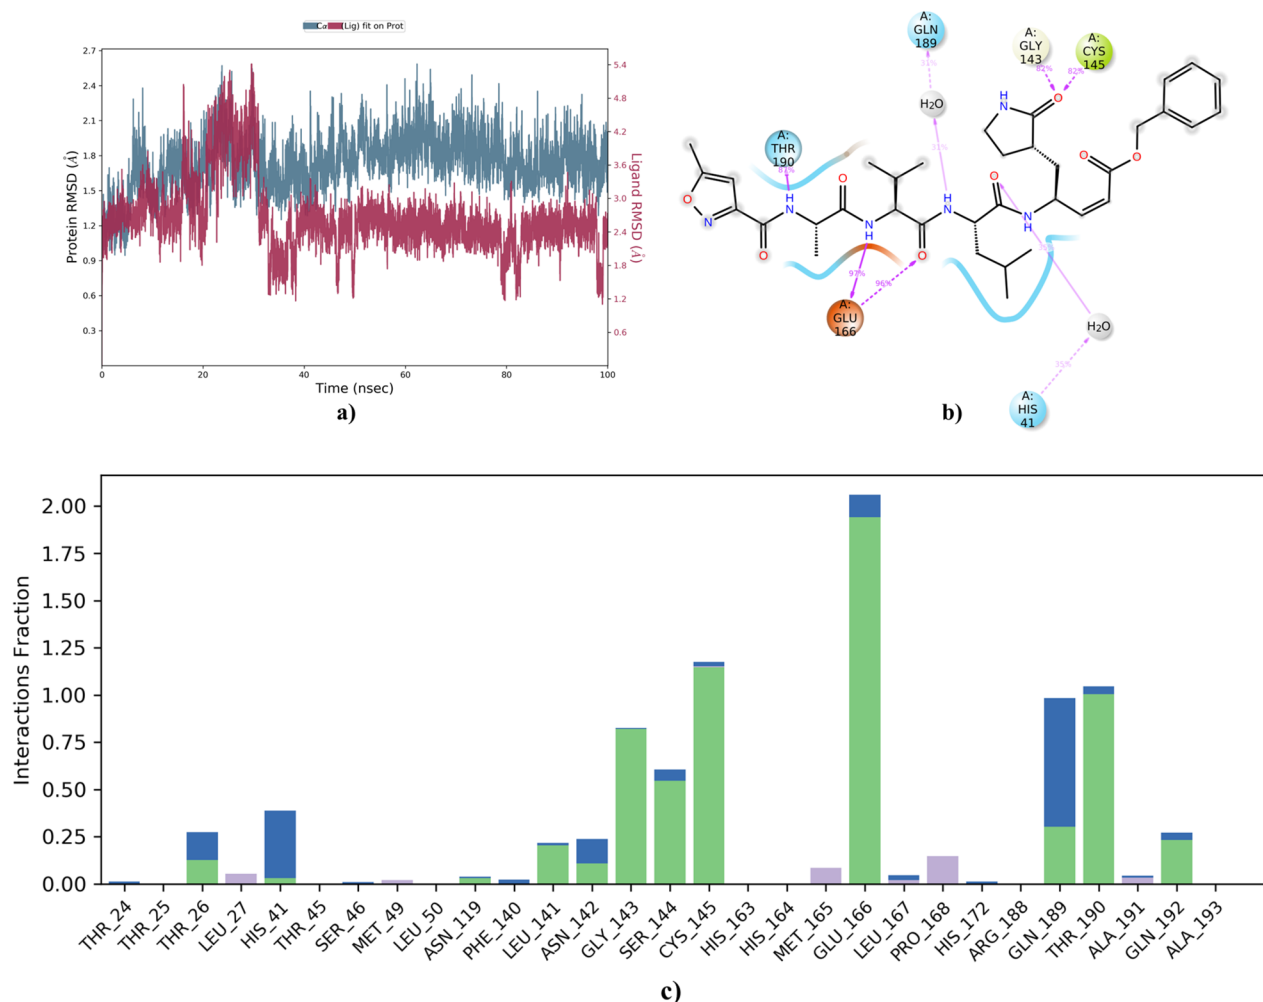 Cα (Lig) fit on Prot
Protein RMSD (Å)
2.7
2.4
2.1
1.8
1.5
1.2
0.9
0.6
0.3
5.4
4.8
4.2
3.6
3.0
2.4
1.8
1.2
0.6
Ligand RMSD (Å)
0 20 40 60 80 100
Time (nsec)
a)
A:
GLN
189
A:
GLY
143
A:
CYS
145
82% 82%
H₂O
A:
THR
190
HN
O
O
O
O
O
O
O
N
O
N
H
H
N
N
H
H
N
N
H
O
97%
96%
A:
GLU
166
H₂O
35%
A:
HIS
41
b)
Interactions Fraction
2.00
1.75
1.50
1.25
1.00
0.75
0.50
0.25
0.00
THR_24 THR_25 THR_26 LEU_27 HIS_41 THR_45 SER_46 MET_49 LEU_50 ASN_119 PHE_140 LEU_141 ASN_142 GLY_143 SER_144 CYS_145 HIS_163 HIS_164 MET_165 GLU_166 LEU_167 PRO_168 HIS_172 ARG_188 GLN_189 THR_190 ALA_191 GLN_192 ALA_193
c)